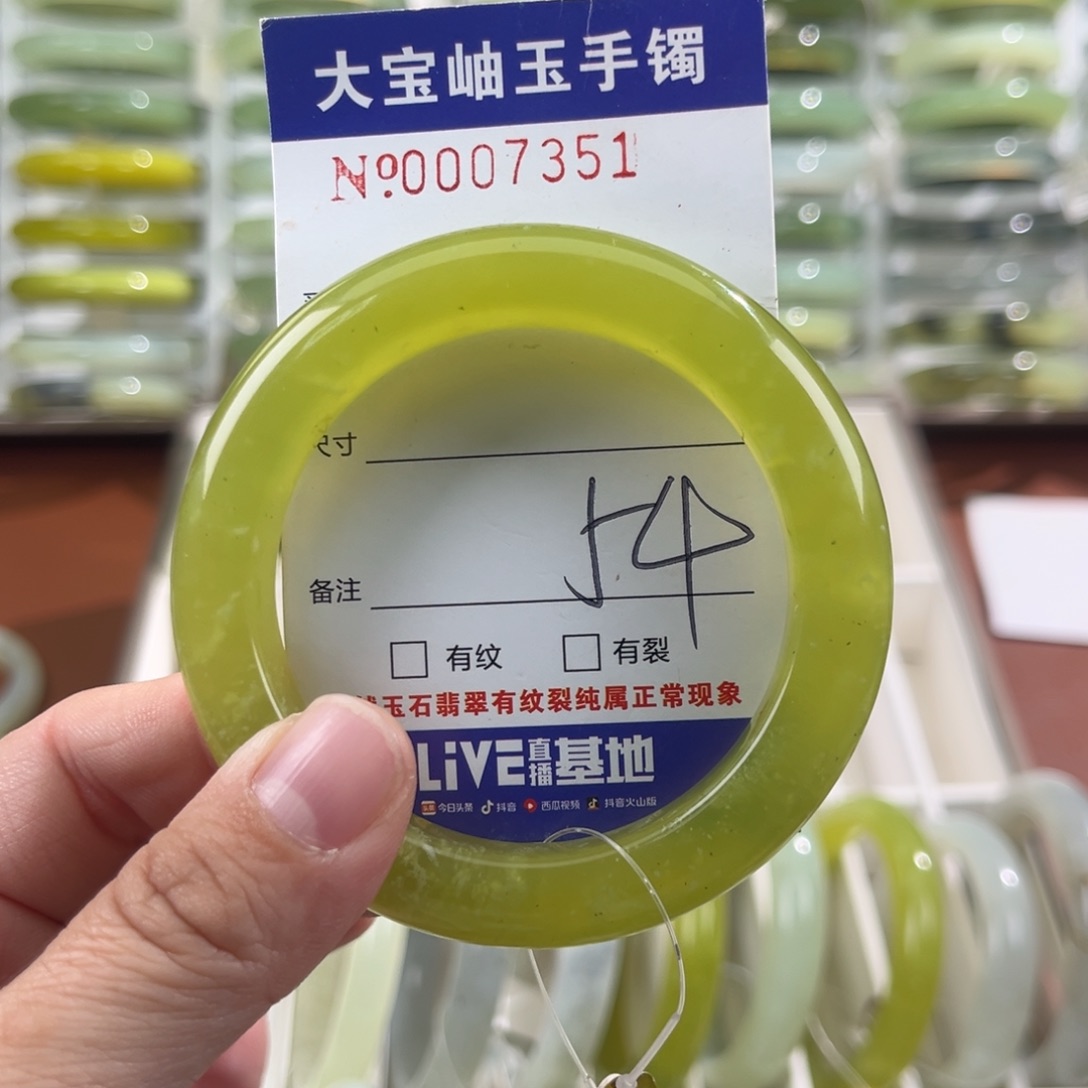 大宝岫玉手镯
Nº0007351
尺寸
54
备注
□ 有纹 □ 有裂
玉石翡翠有纹裂纯属正常现象
LiVE直播基地
今日头条 抖音 西瓜视频 抖音火山版